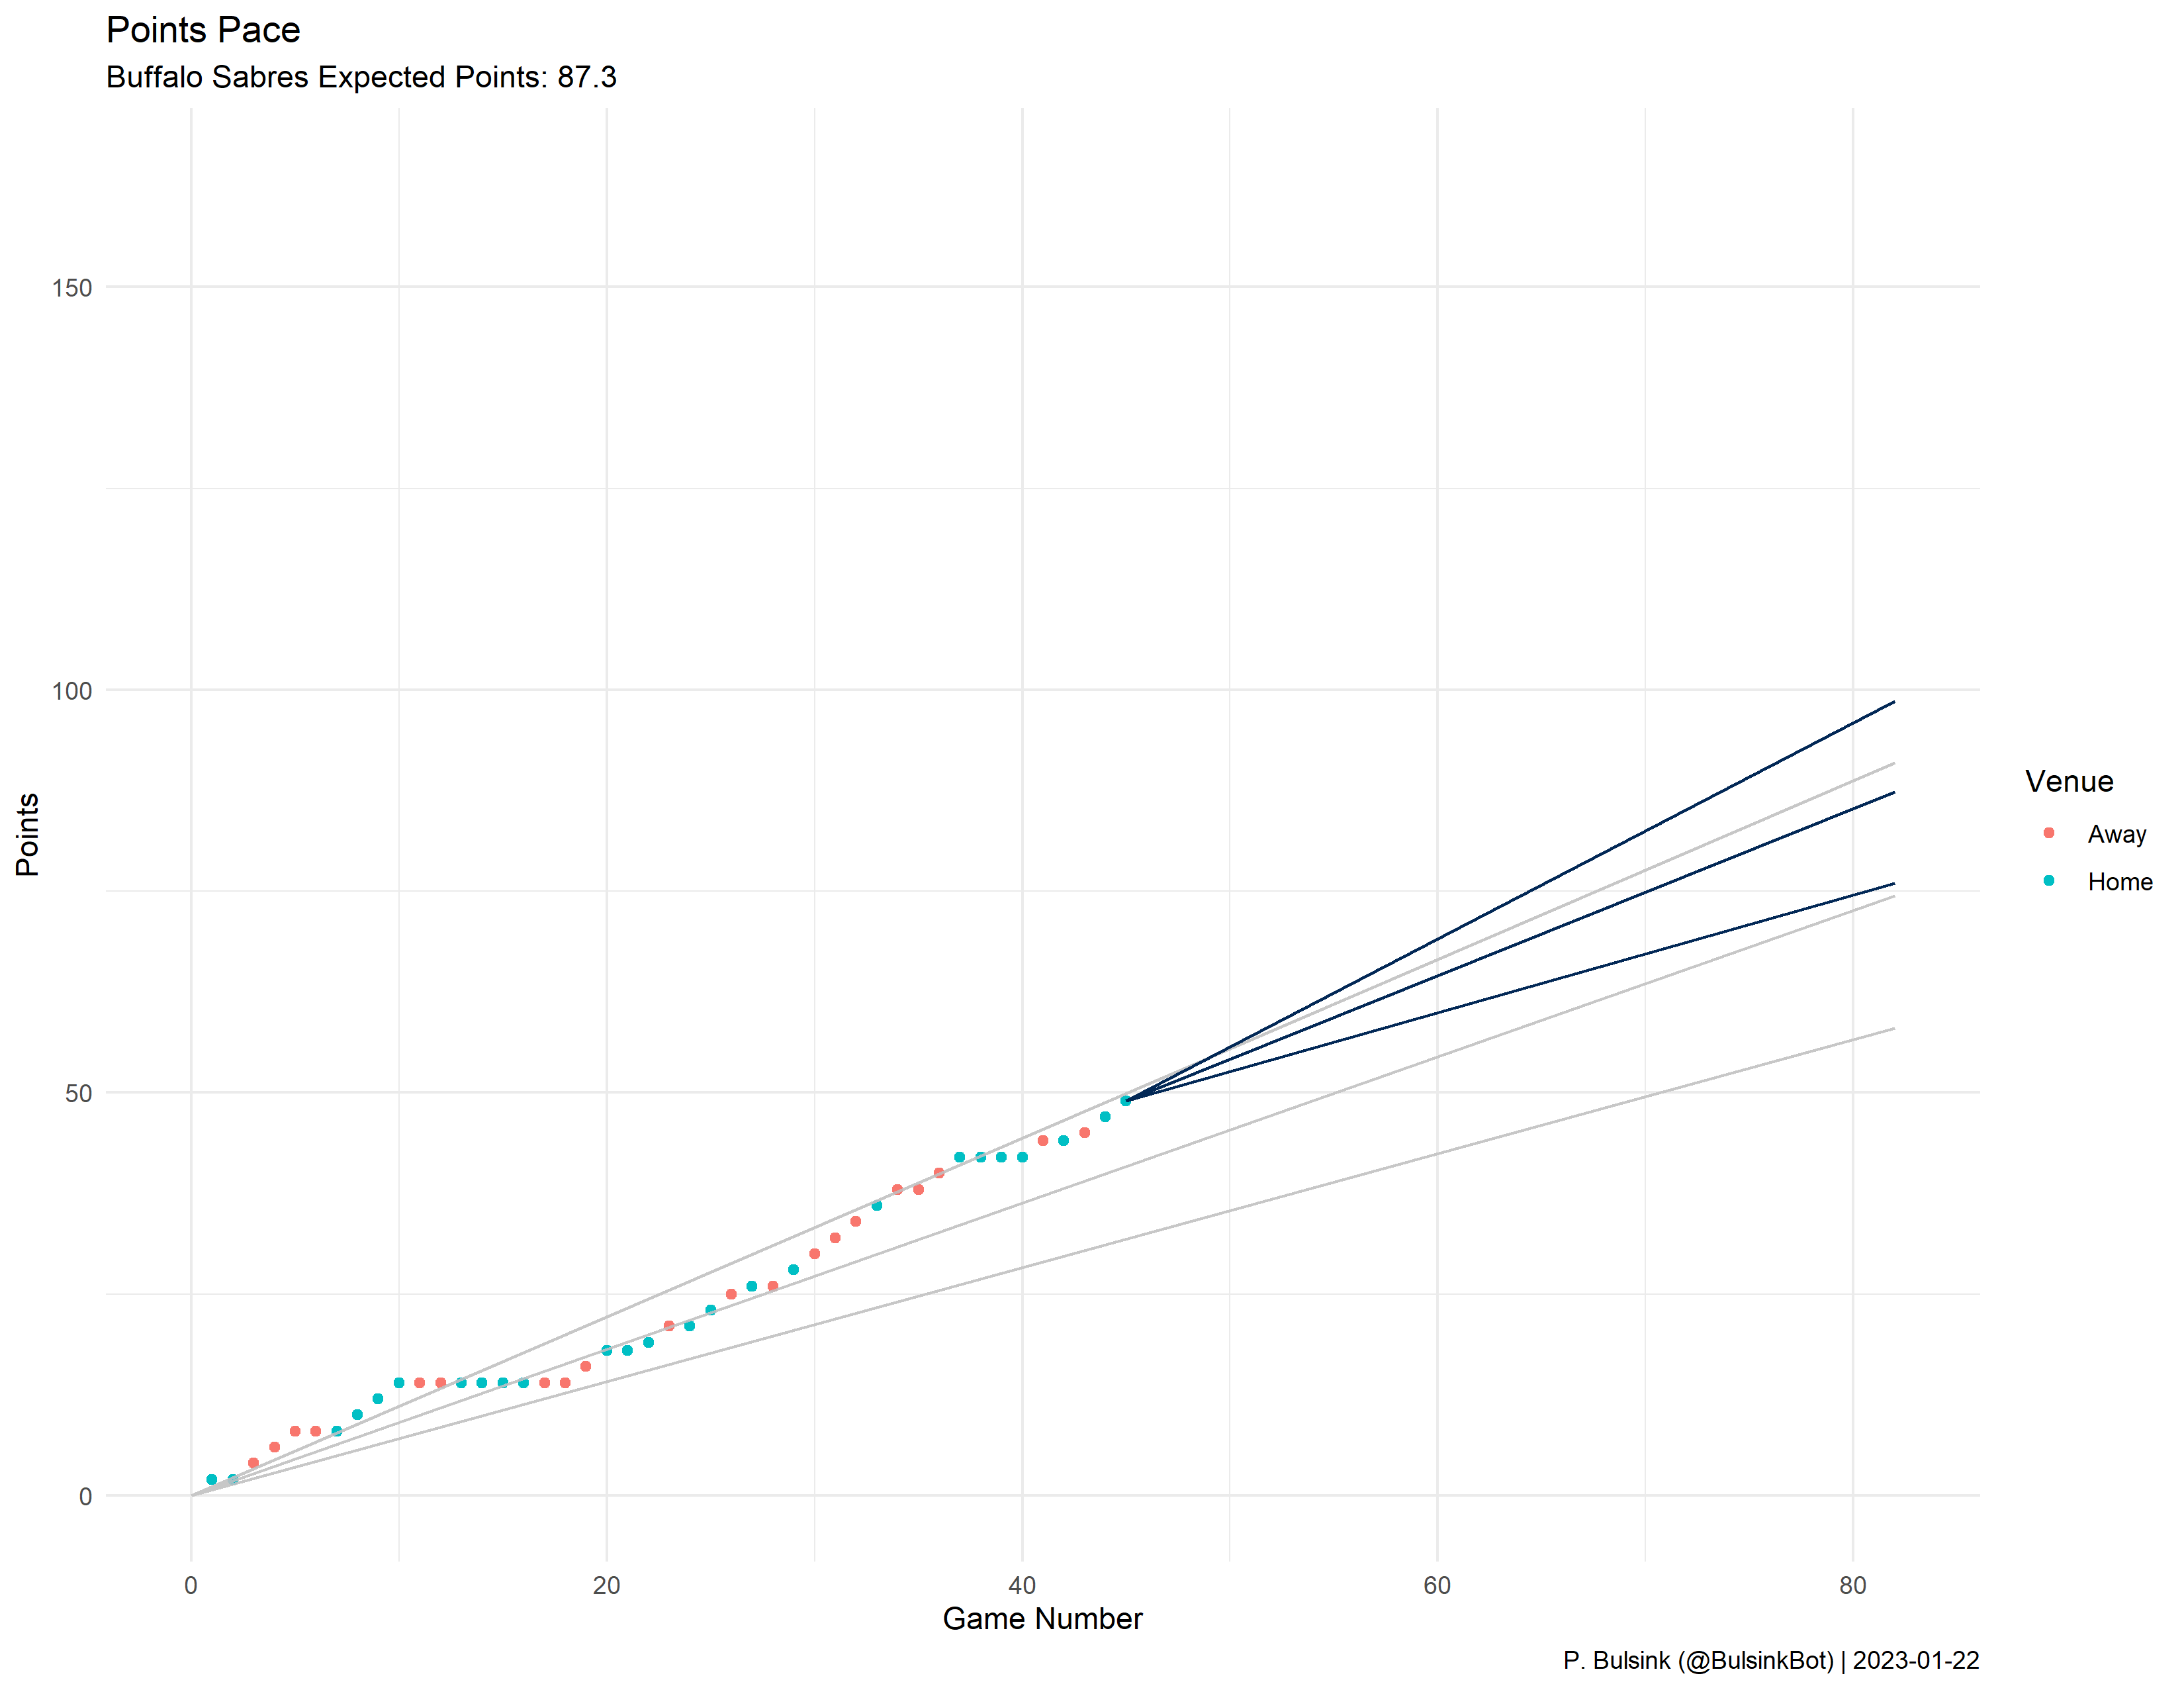 Points Pace
Buffalo Sabres Expected Points: 87.3
150
100
50
0
Points
0 20 40 60 80
Game Number
Venue
Away
Home
P. Bulsink (@BulsinkBot) | 2023-01-22